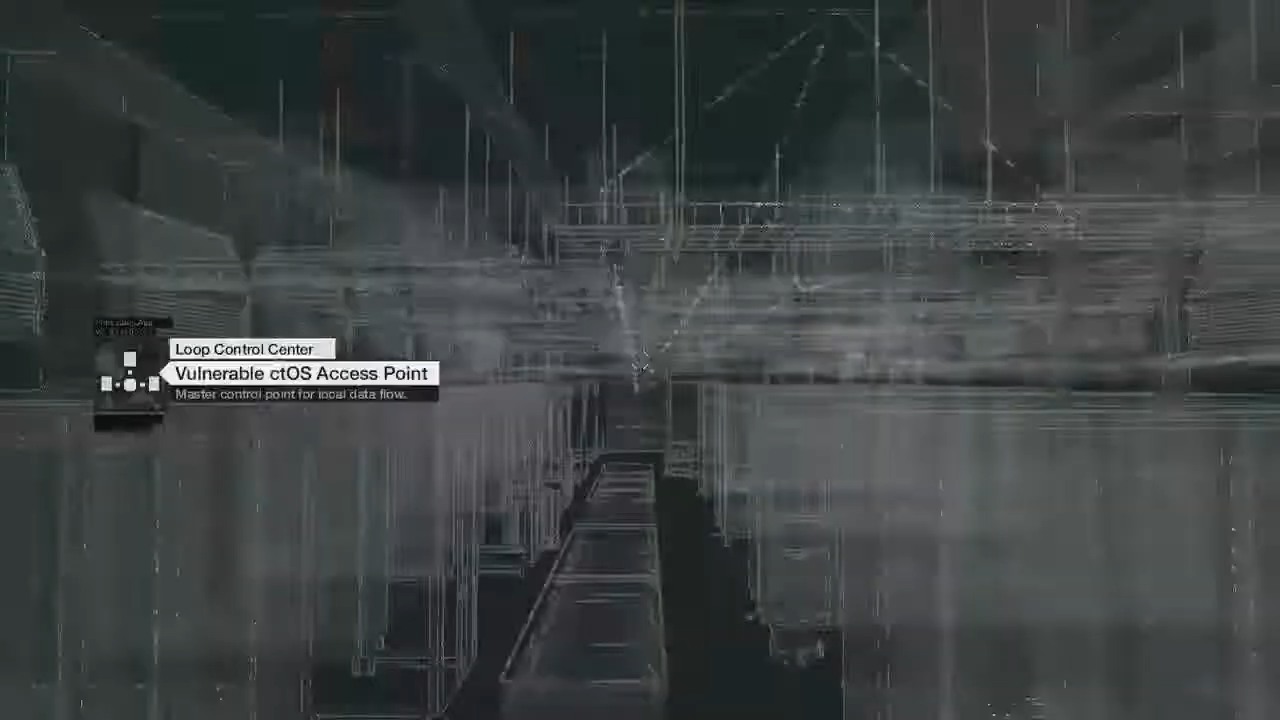 Loop Control Center
Vulnerable ctOS Access Point
Master control point for local data flow.